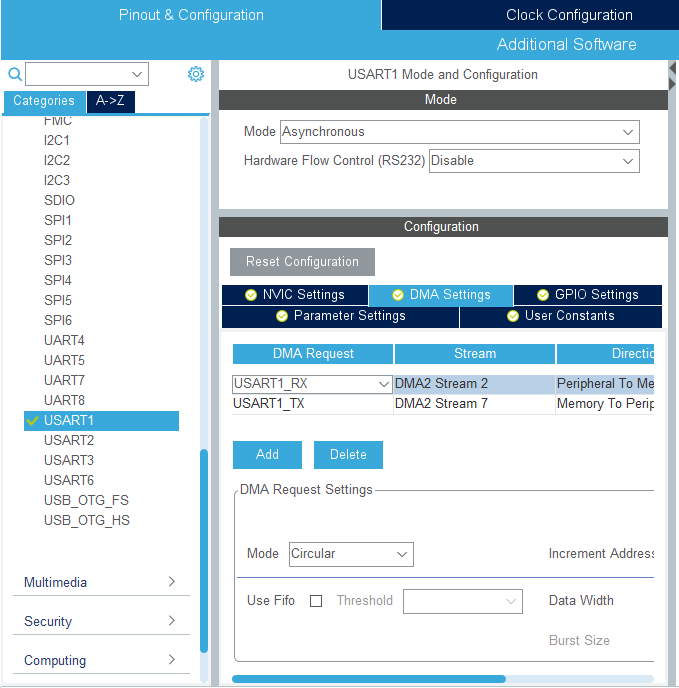 Pinout & Configuration
Clock Configuration
Additional Software
Categories
A->Z
FMC
I2C1
I2C2
I2C3
SDIO
SPI1
SPI2
SPI3
SPI4
SPI5
SPI6
UART4
UART5
UART7
UART8
USART1
USART2
USART3
USART6
USB_OTG_FS
USB_OTG_HS
Multimedia
Security
Computing
USART1 Mode and Configuration
Mode
Mode Asynchronous
Hardware Flow Control (RS232) Disable
Configuration
Reset Configuration
NVIC Settings
DMA Settings
GPIO Settings
Parameter Settings
User Constants
DMA Request Stream Directio
USART1_RX DMA2 Stream 2 Peripheral To Me
USART1_TX DMA2 Stream 7 Memory To Perip
Add
Delete
DMA Request Settings
Mode Circular Increment Address
Use Fifo Threshold Data Width
Burst Size